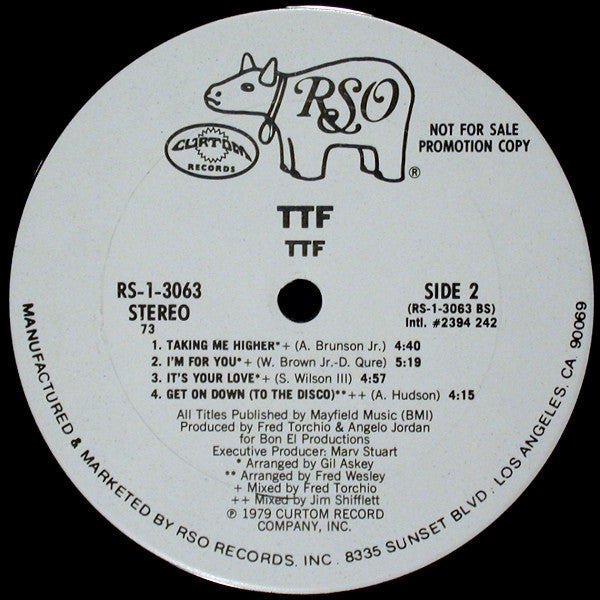 RSO
®
CURTOM
RECORDS
NOT FOR SALE
PROMOTION COPY
TTF
TTF
RS-1-3063
STEREO
73
SIDE 2
(RS-1-3063 BS)
Intl. #2394 242
1. TAKING ME HIGHER*+ (A. Brunson Jr.) 4:40
2. I'M FOR YOU*+ (W. Brown Jr.-D. Qure) 5:19
3. IT'S YOUR LOVE*+ (S. Wilson III) 4:57
4. GET ON DOWN (TO THE DISCO)**++ (A. Hudson) 4:15
All Titles Published by Mayfield Music (BMI)
Produced by Fred Torchio & Angelo Jordan
for Bon El Productions
Executive Producer: Marv Stuart
* Arranged by Gil Askey
** Arranged by Fred Wesley
+ Mixed by Fred Torchio
++ Mixed by Jim Shifflett
℗ 1979 CURTOM RECORD
COMPANY, INC.
MANUFACTURED & MARKETED BY RSO RECORDS, INC. 8335 SUNSET BLVD. LOS ANGELES, CA. 90069